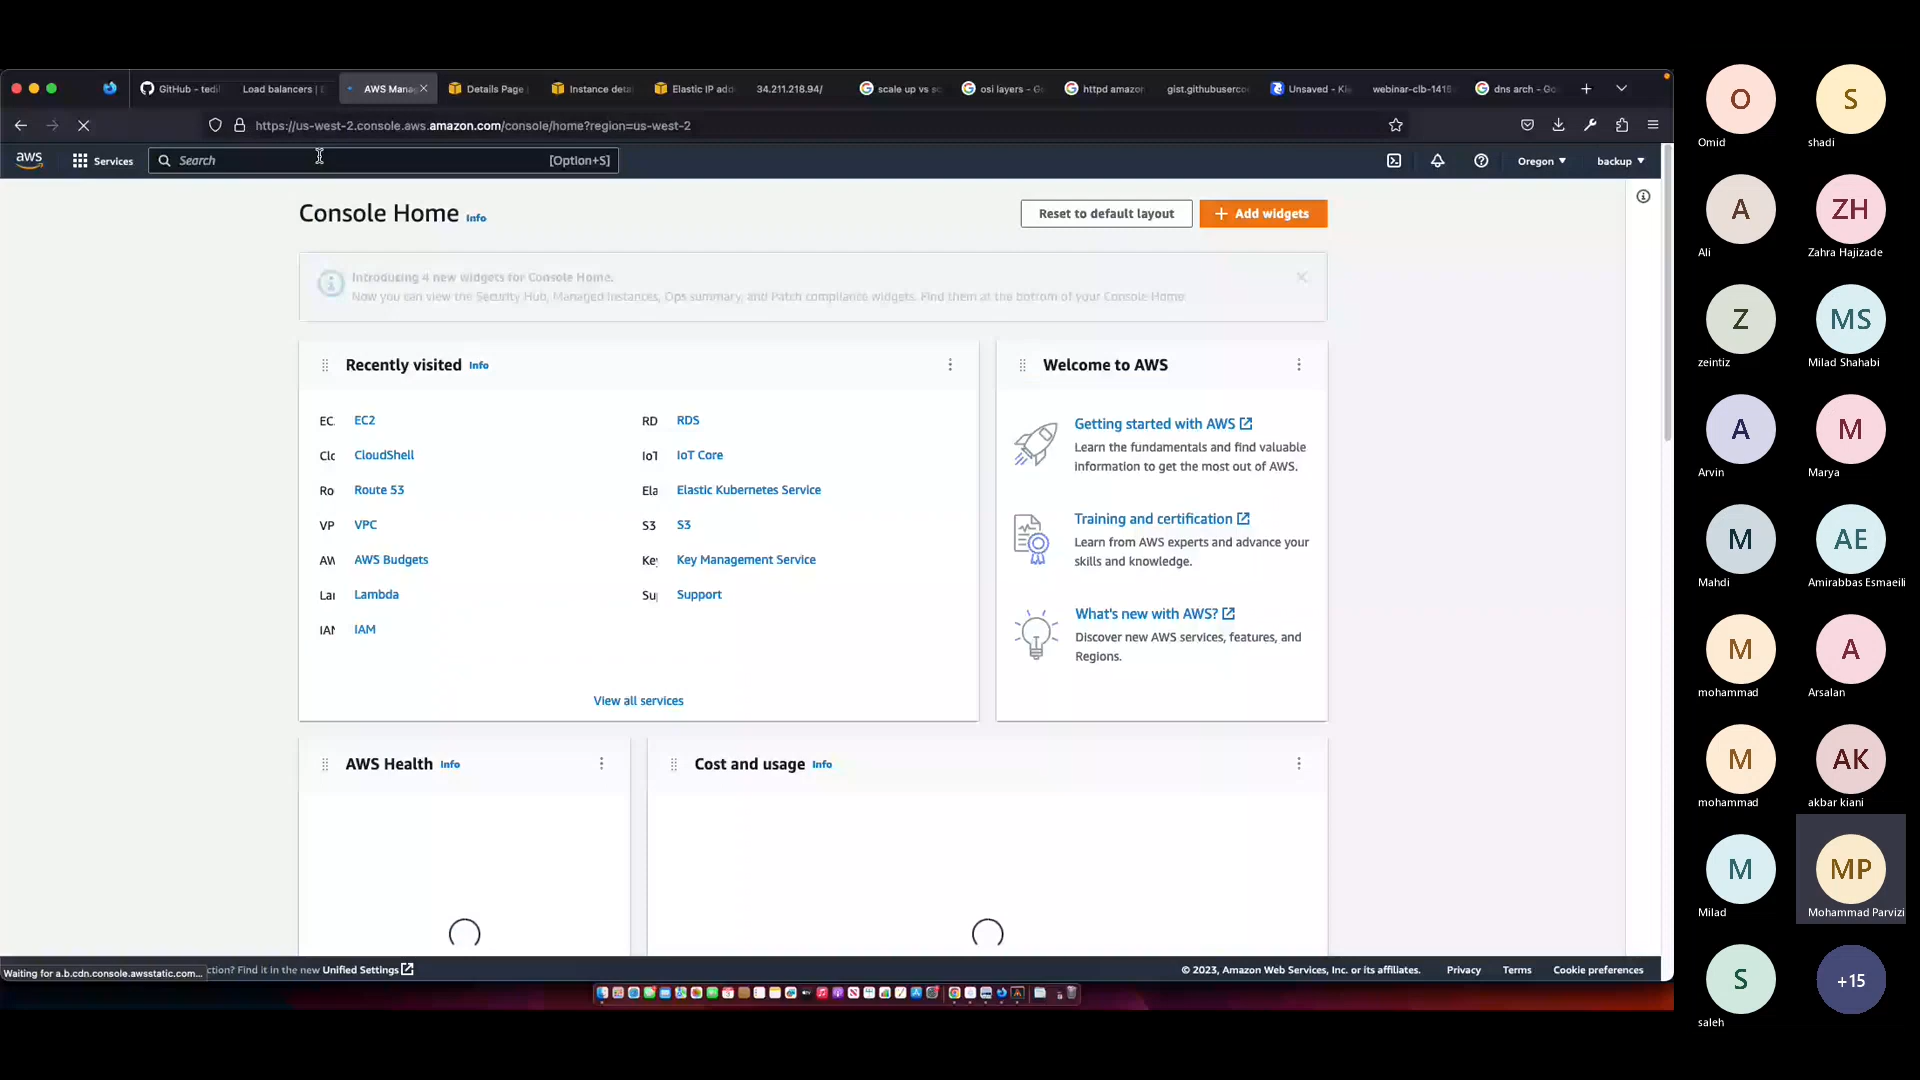 GitHub - tedi
Load balancers | E
AWS Mana
Details Page
Instance deta
Elastic IP add
34.211.218.94/
scale up vs sc
osi layers - G
httpd amazon
gist.githubuserco
Unsaved - Ki
webinar-clb-1415
dns arch - Go
https://us-west-2.console.aws.amazon.com/console/home?region=us-west-2
aws
Services
Search
[Option+S]
Oregon
backup
Console Home Info
Reset to default layout
+ Add widgets
Introducing 4 new widgets for Console Home.
Now you can view the Security Hub, Managed Instances, Ops summary, and Patch compliance widgets. Find them at the bottom of your Console Home.
Recently visited Info
EC EC2
Clo CloudShell
Ro Route 53
VP VPC
AW AWS Budgets
Lar Lambda
IAM IAM
RD RDS
IoT IoT Core
Ela Elastic Kubernetes Service
S3 S3
Key Key Management Service
Su Support
View all services
Welcome to AWS
Getting started with AWS
Learn the fundamentals and find valuable
information to get the most out of AWS.
Training and certification
Learn from AWS experts and advance your
skills and knowledge.
What's new with AWS?
Discover new AWS services, features, and
Regions.
AWS Health Info
Cost and usage Info
Waiting for a.b.cdn.console.awsstatic.com...
ction? Find it in the new Unified Settings
© 2023, Amazon Web Services, Inc. or its affiliates.
Privacy
Terms
Cookie preferences
O
Omid
S
shadi
A
Ali
ZH
Zahra Hajizade
Z
zeintiz
MS
Milad Shahabi
A
Arvin
M
Marya
M
Mahdi
AE
Amirabbas Esmaeili
M
mohammad
A
Arsalan
M
mohammad
AK
akbar kiani
M
Milad
MP
Mohammad Parvizi
S
saleh
+15